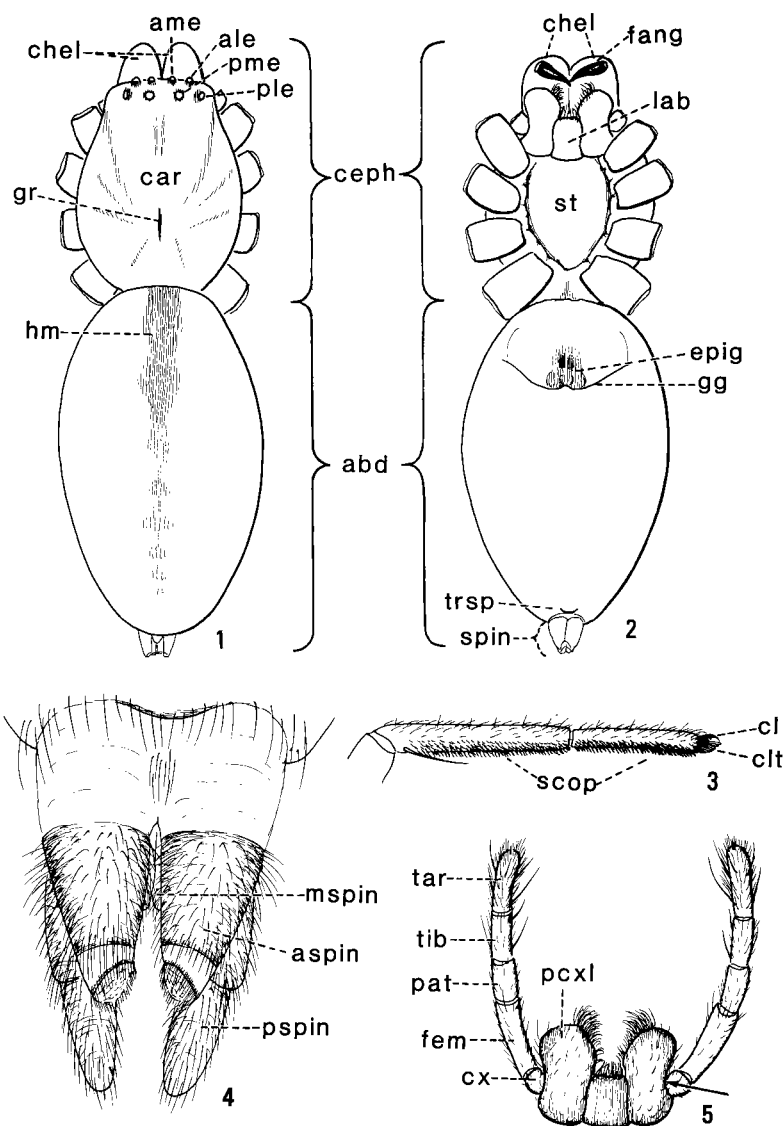 ame
chel
ale
pme
ple
car
gr
hm
1
ceph
abd
chel
fang
lab
st
epig
gg
trsp
spin
2
cl
clt
scop
3
mspin
aspin
pspin
4
tar
tib
pat
pcxl
fem
cx
5